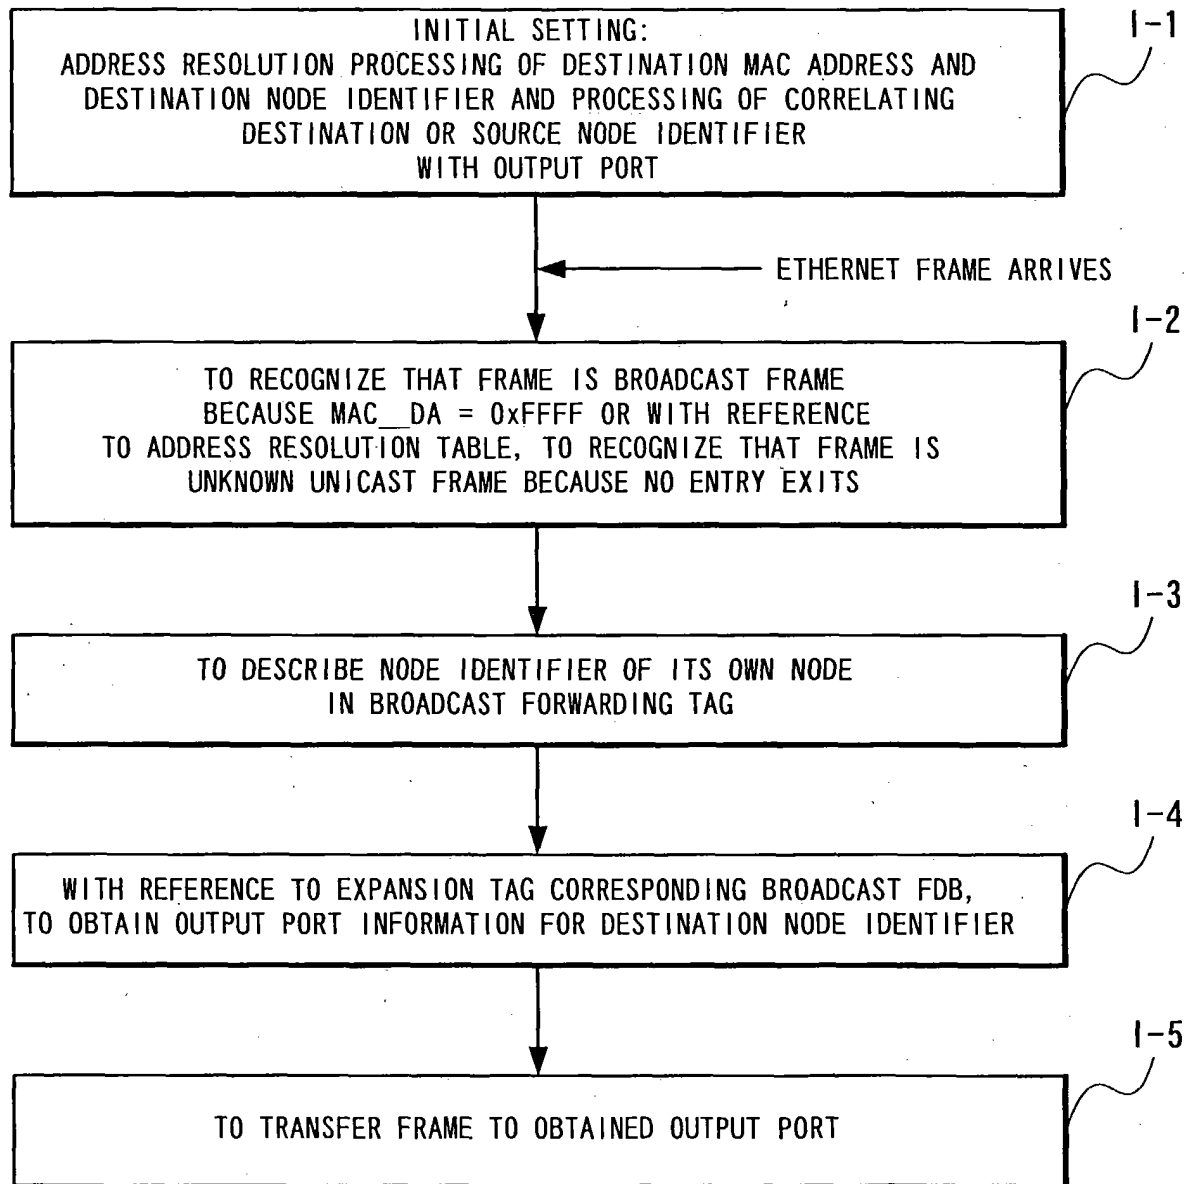 INITIAL SETTING:
ADDRESS RESOLUTION PROCESSING OF DESTINATION MAC ADDRESS AND
DESTINATION NODE IDENTIFIER AND PROCESSING OF CORRELATING
DESTINATION OR SOURCE NODE IDENTIFIER
WITH OUTPUT PORT
I-1
ETHERNET FRAME ARRIVES
I-2
TO RECOGNIZE THAT FRAME IS BROADCAST FRAME
BECAUSE MAC__DA = 0xFFFF OR WITH REFERENCE
TO ADDRESS RESOLUTION TABLE, TO RECOGNIZE THAT FRAME IS
UNKNOWN UNICAST FRAME BECAUSE NO ENTRY EXITS
I-3
TO DESCRIBE NODE IDENTIFIER OF ITS OWN NODE
IN BROADCAST FORWARDING TAG
I-4
WITH REFERENCE TO EXPANSION TAG CORRESPONDING BROADCAST FDB,
TO OBTAIN OUTPUT PORT INFORMATION FOR DESTINATION NODE IDENTIFIER
I-5
TO TRANSFER FRAME TO OBTAINED OUTPUT PORT